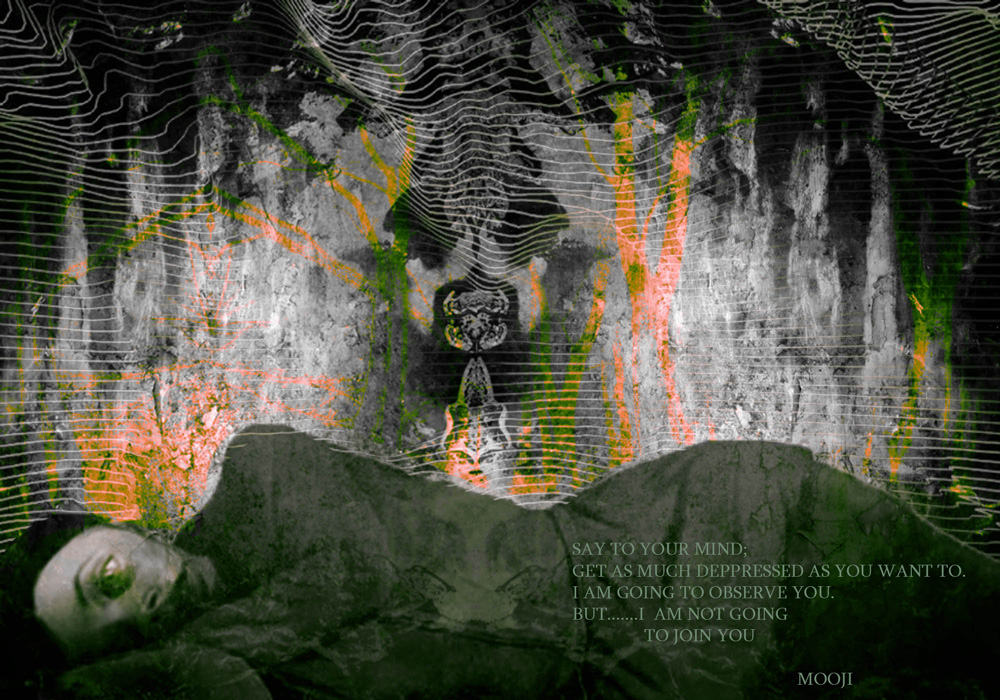 SAY TO YOUR MIND;
GET AS MUCH DEPPRESSED AS YOU WANT TO.
I AM GOING TO OBSERVE YOU.
BUT.......I  AM NOT GOING
TO JOIN YOU
MOOJI